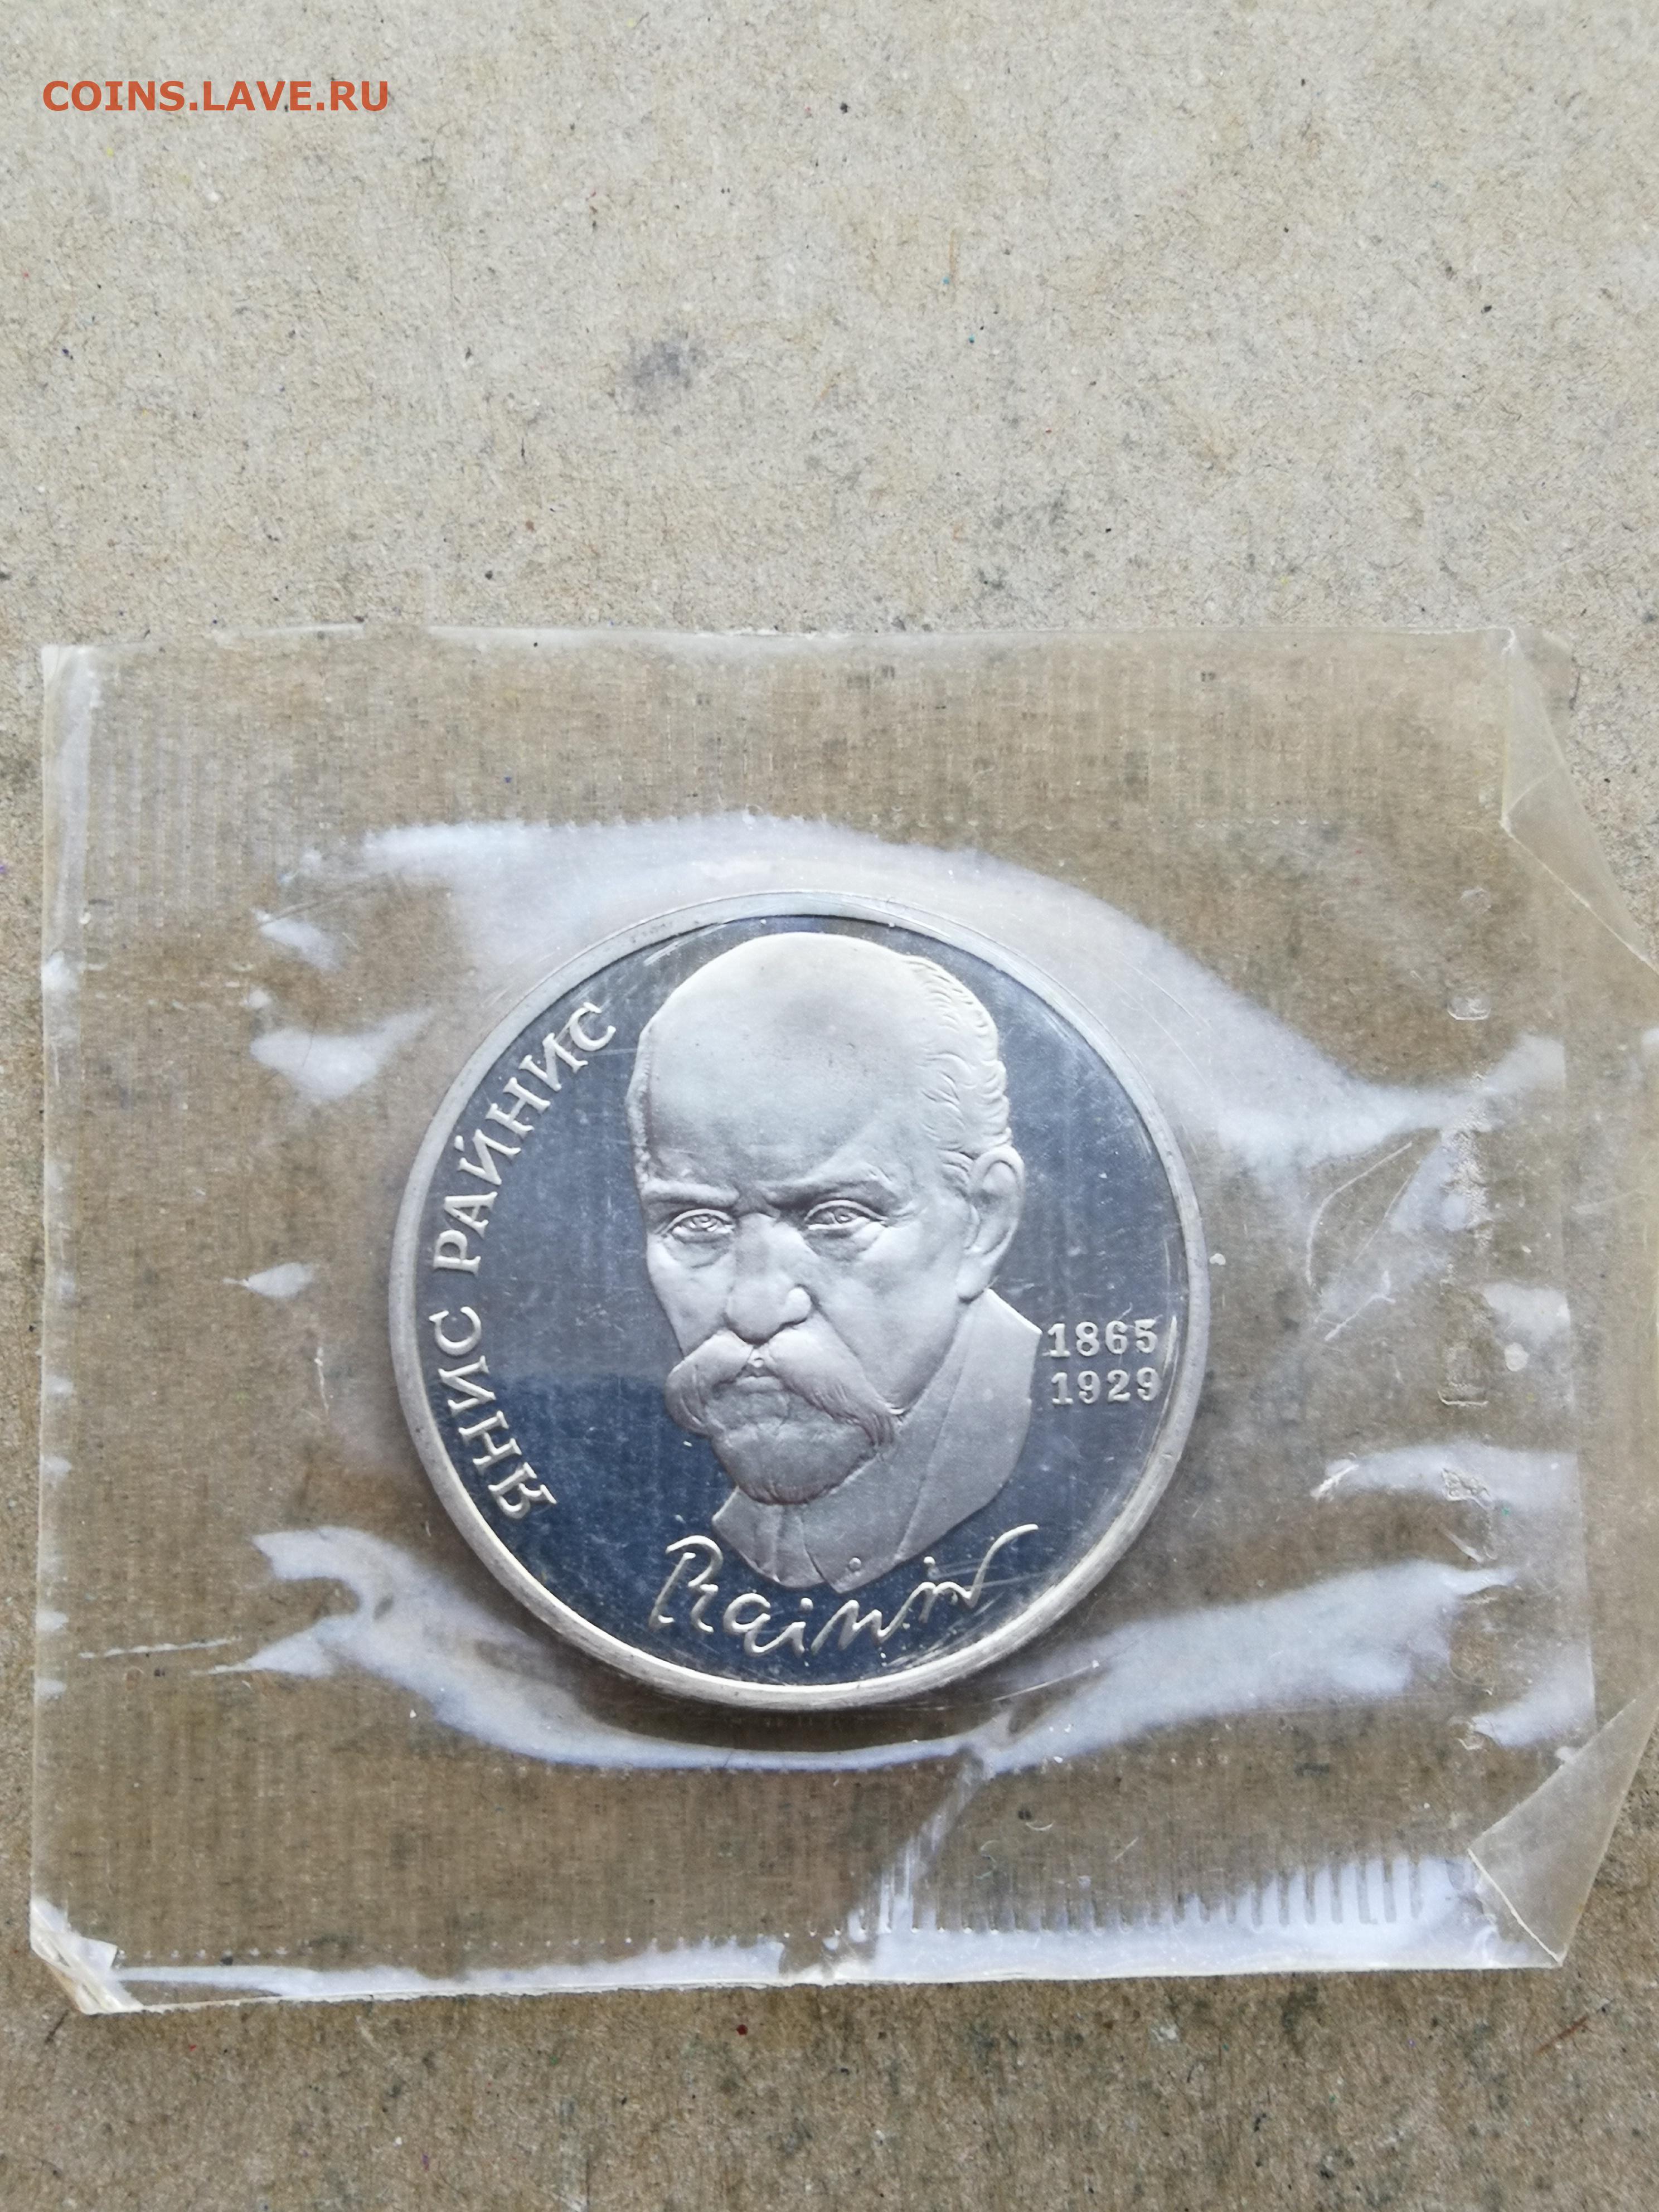 COINS.LAVE.RU
ЯНИС РАЙНИС
1865
1929
Rainis